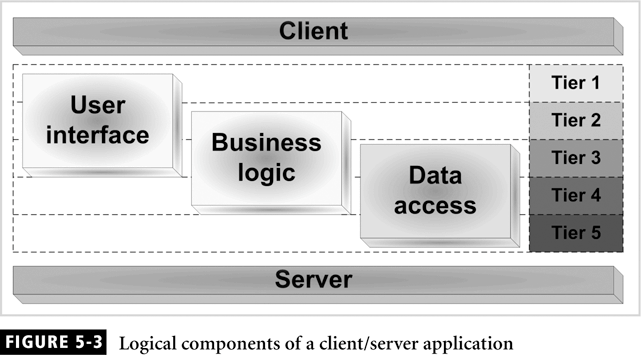 Client
User
interface
Business
logic
Data
access
Tier 1
Tier 2
Tier 3
Tier 4
Tier 5
Server
FIGURE 5-3 Logical components of a client/server application